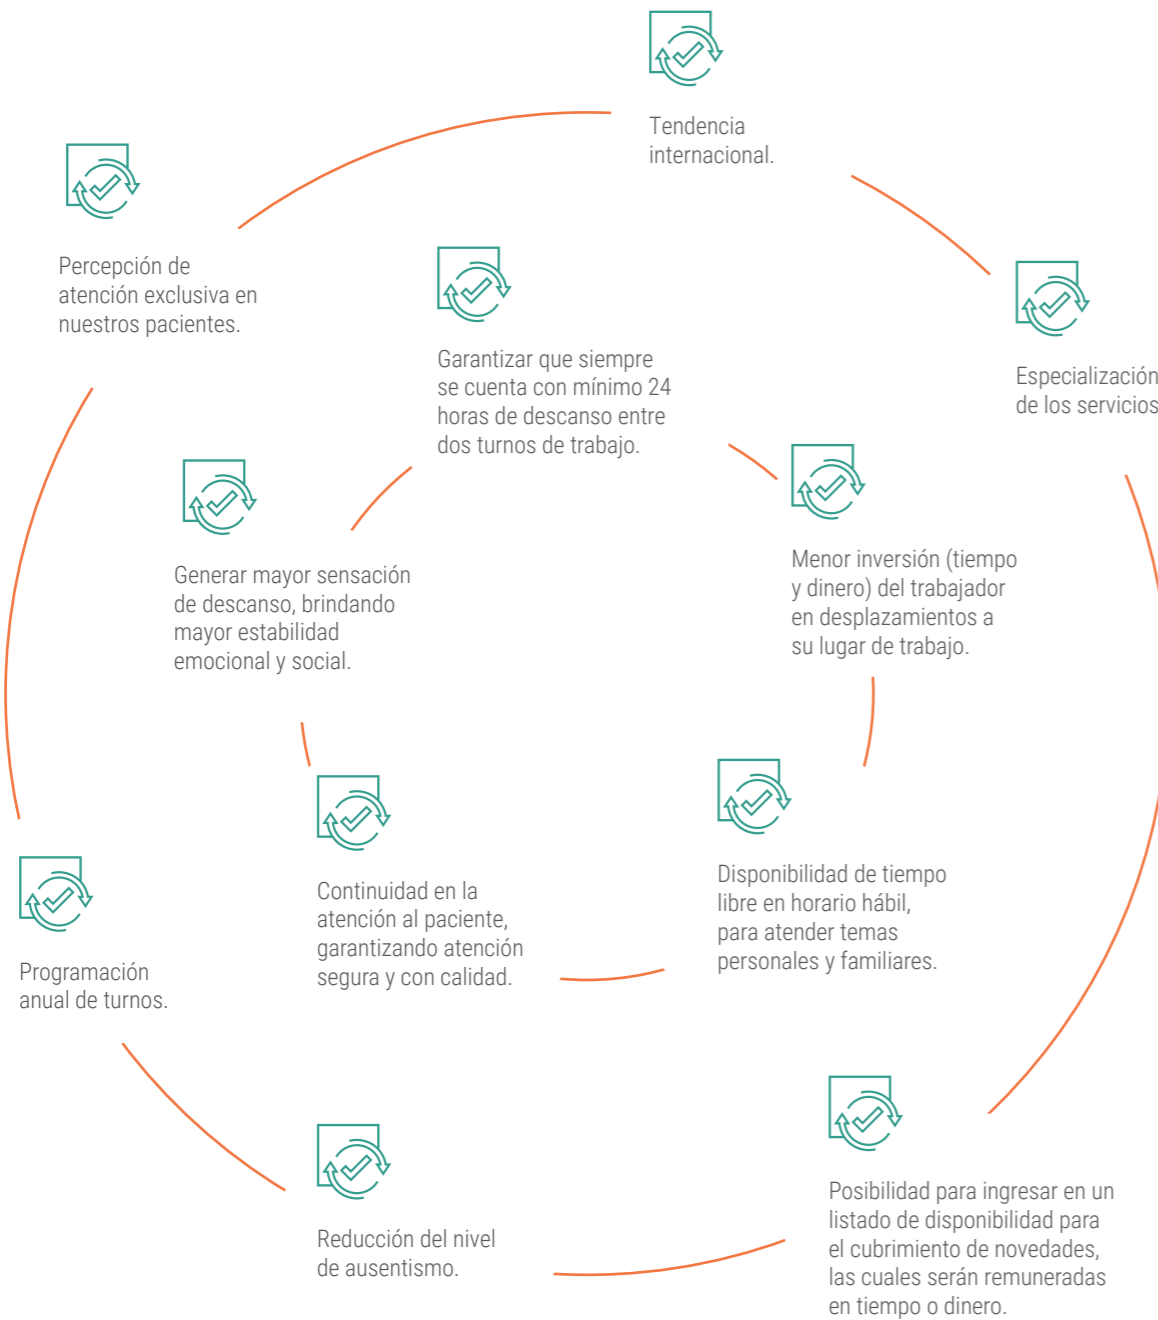 Tendencia
internacional.
Percepción de
atención exclusiva en
nuestros pacientes.
Garantizar que siempre
se cuenta con mínimo 24
horas de descanso entre
dos turnos de trabajo.
Especialización
de los servicios
Generar mayor sensación
de descanso, brindando
mayor estabilidad
emocional y social.
Menor inversión (tiempo
y dinero) del trabajador
en desplazamientos a
su lugar de trabajo.
Continuidad en la
atención al paciente,
garantizando atención
segura y con calidad.
Disponibilidad de tiempo
libre en horario hábil,
para atender temas
personales y familiares.
Programación
anual de turnos.
Reducción del nivel
de ausentismo.
Posibilidad para ingresar en un
listado de disponibilidad para
el cubrimiento de novedades,
las cuales serán remuneradas
en tiempo o dinero.